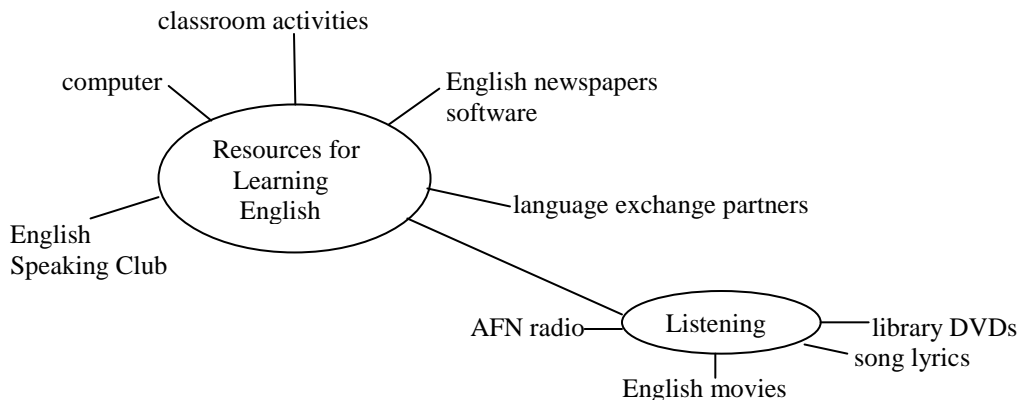 classroom activities
computer
English newspapers
software
Resources for
Learning
English
language exchange partners
English
Speaking Club
AFN radio
Listening
library DVDs
song lyrics
English movies